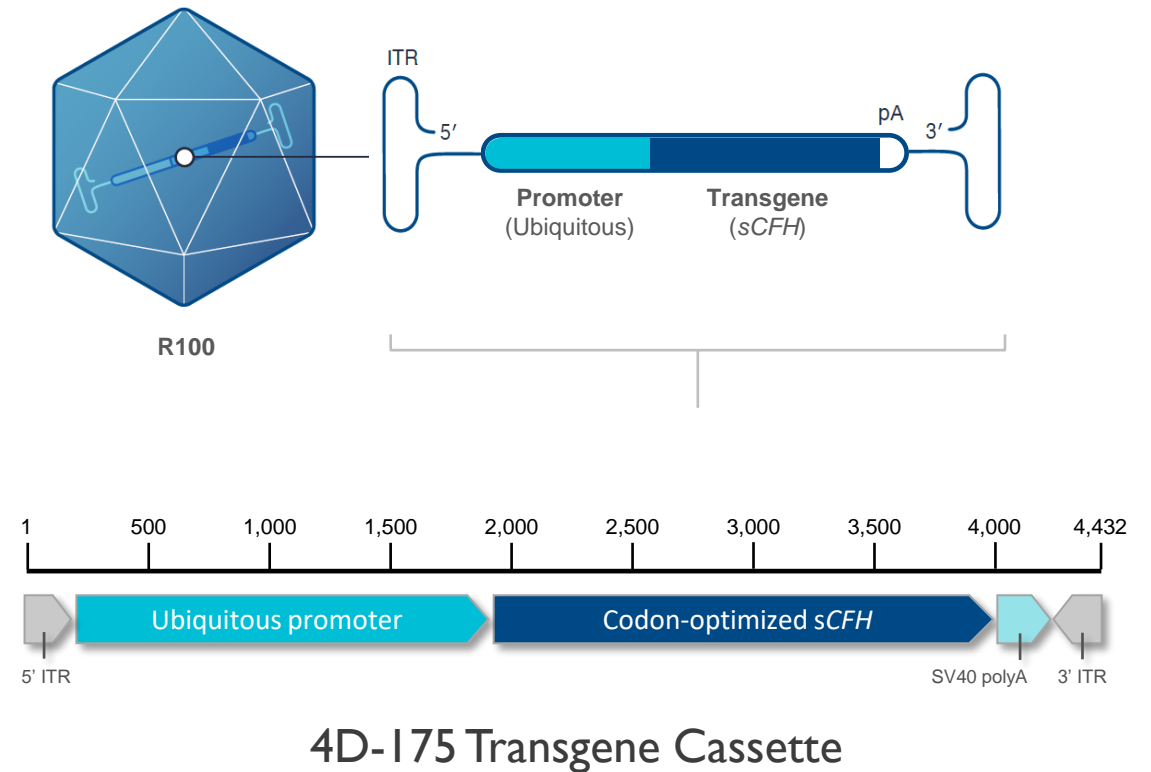 ITR
5′
pA
3′
Promoter
(Ubiquitous)
Transgene
(sCFH)
R100
1 500 1,000 1,500 2,000 2,500 3,000 3,500 4,000 4,432
Ubiquitous promoter
Codon-optimized sCFH
5’ ITR
SV40 polyA
3’ ITR
4D-175 Transgene Cassette